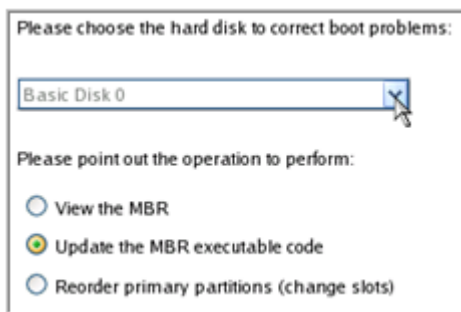 Please choose the hard disk to correct boot problems:
Basic Disk 0
Please point out the operation to perform:
View the MBR
Update the MBR executable code
Reorder primary partitions (change slots)